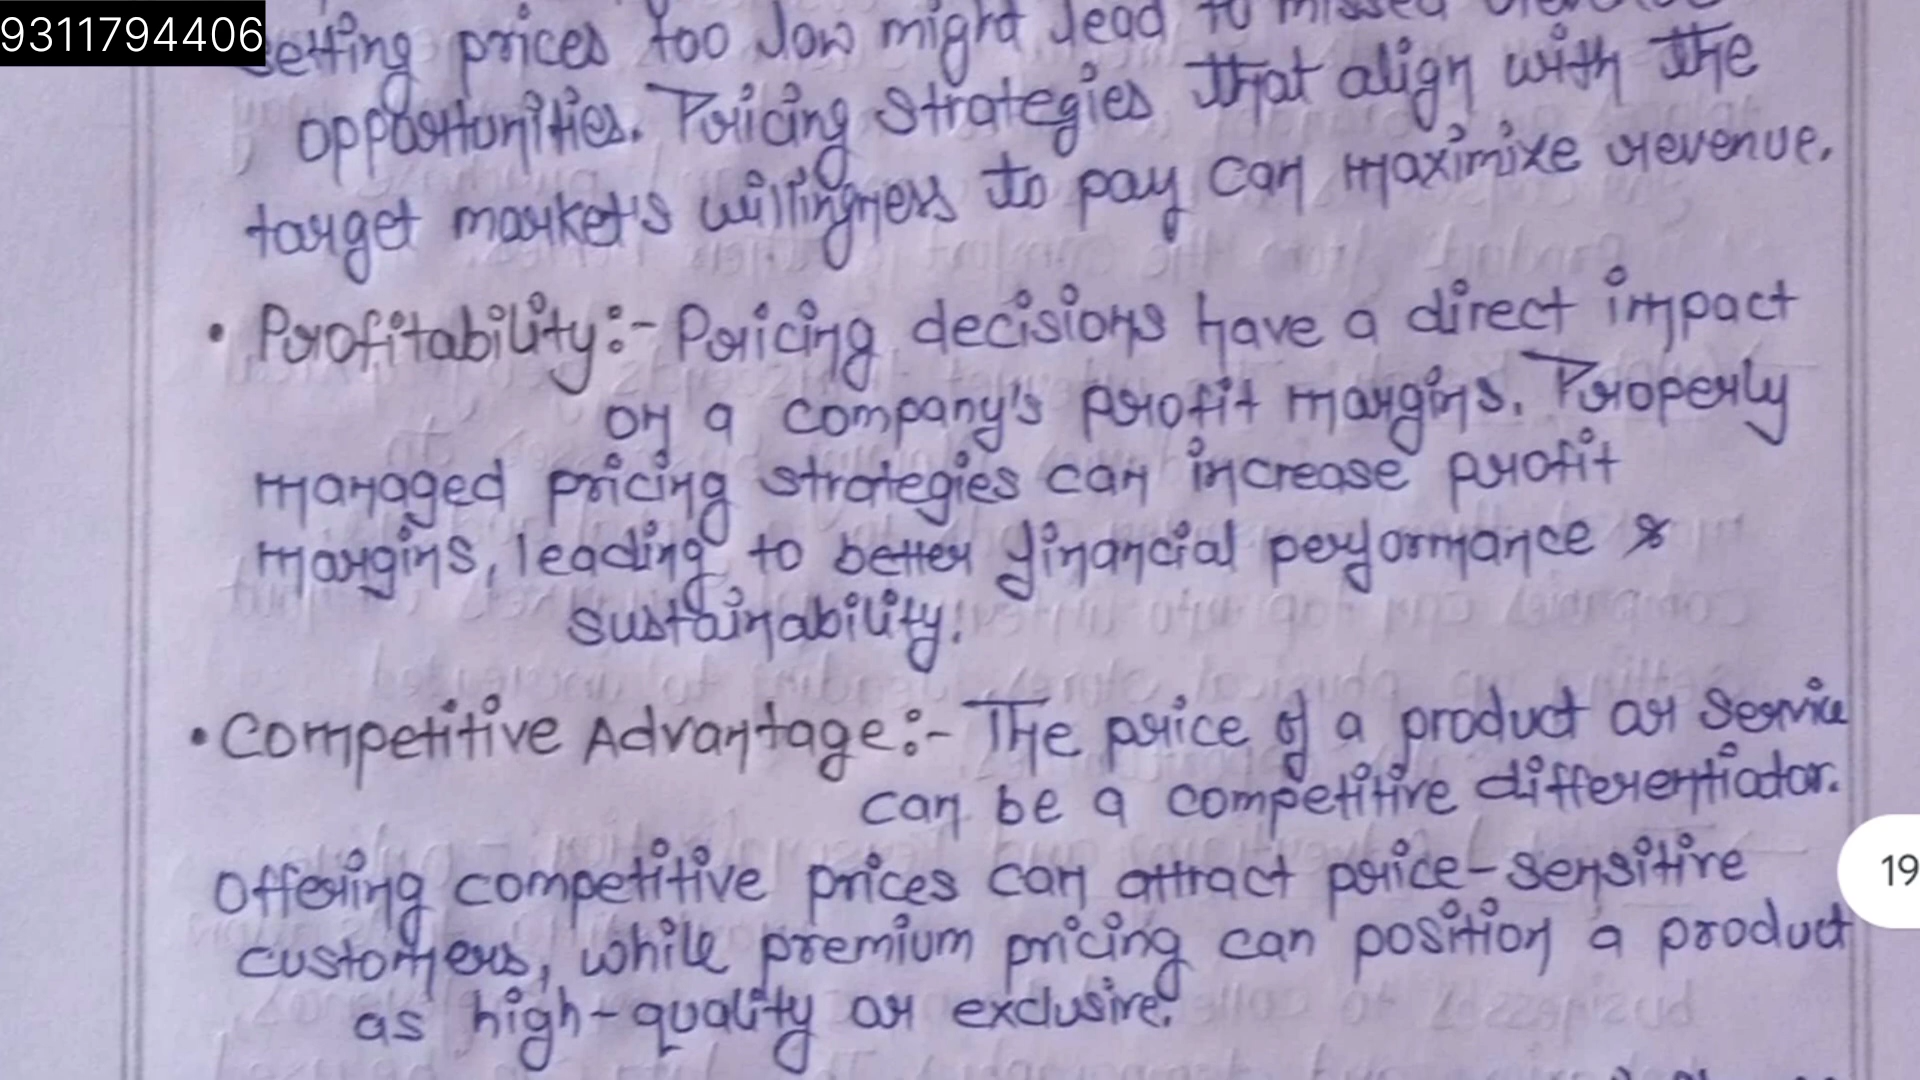 9311794406
setting prices too low might lead to missed
opportunities. Pricing strategies that align with the
target market's willingness to pay can maximixe revenue.
• Profitability:- Pricing decisions have a direct impact
on a company's profit margins. Properly
managed pricing strategies can increase profit
margins, leading to better financial performance &
sustainability.
• Competitive Advantage:- The price of a product or service
can be a competitive differentiator.
Offering competitive prices can attract price-sensitive
customers, while premium pricing can position a product
as high-quality or exclusive.
19